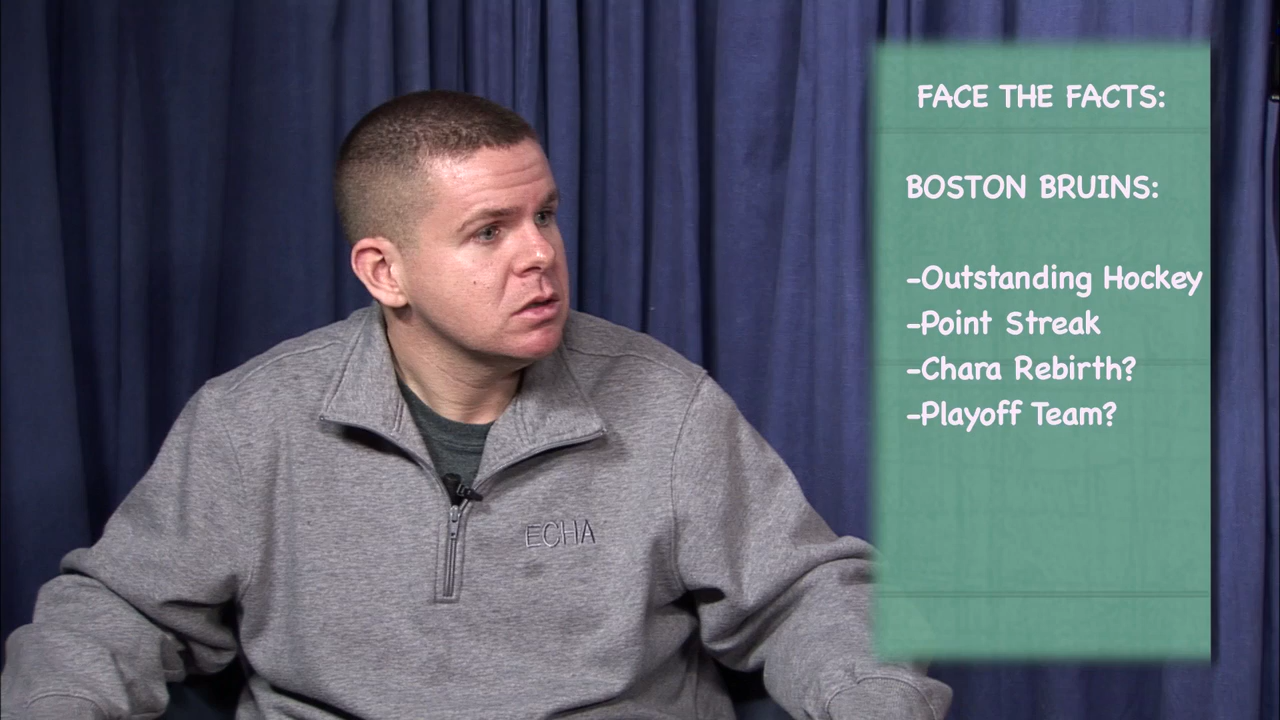 FACE THE FACTS:
BOSTON BRUINS:
-Outstanding Hockey
-Point Streak
-Chara Rebirth?
-Playoff Team?
ECHA